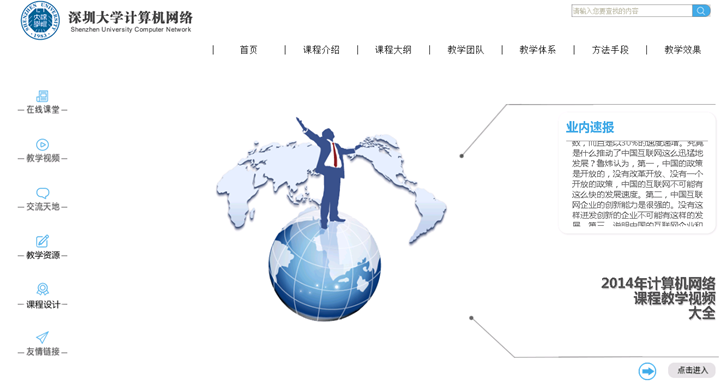 深圳大学计算机网络
Shenzhen University Computer Network
请输入您要查找的内容
首页 课程介绍 课程大纲 教学团队 教学体系 方法手段 教学效果
在线课堂
教学视频
交流天地
教学资源
课程设计
友情链接
业内速报
数，而且是以30%的速度递增。究竟
是什么推动了中国互联网这么迅猛地
发展？鲁炜认为，第一，中国的政策
是开放的，没有改革开放、没有一个
开放的政策，中国的互联网不可能有
这么快的发展速度。第二，中国互联
网企业的创新能力是很强的。没有这
样迸发创新的企业不可能有这样的发
展。第三，说明中国的互联网企业和
2014年计算机网络
课程教学视频
大全
点击进入